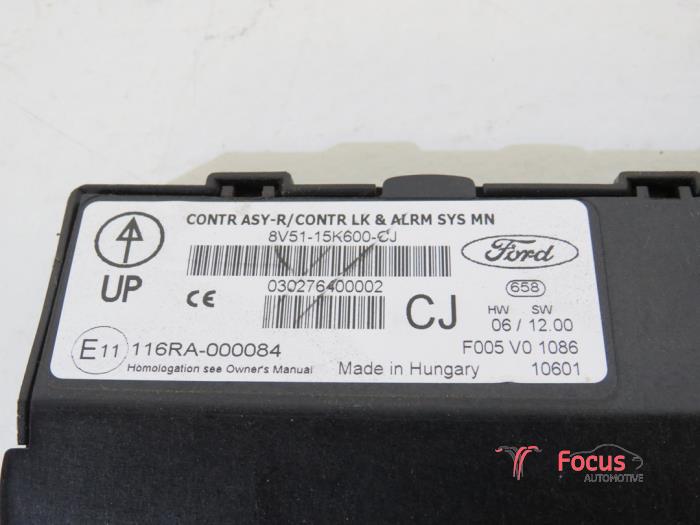 CONTR ASY-R/CONTR LK & ALRM SYS MN
8V51-15K600-CJ
Ford
UP
CE
030276400002
CJ
658
HW SW
06 / 12.00
E11 116RA-000084
F005 V0 1086
Homologation see Owner's Manual
Made in Hungary
10601
Focus
AUTOMOTIVE